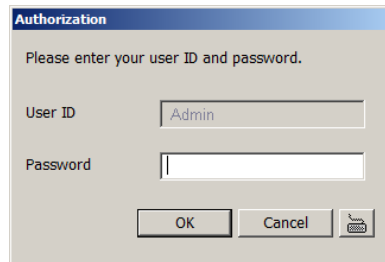 Authorization
Please enter your user ID and password.
User ID
Admin
Password
OK
Cancel